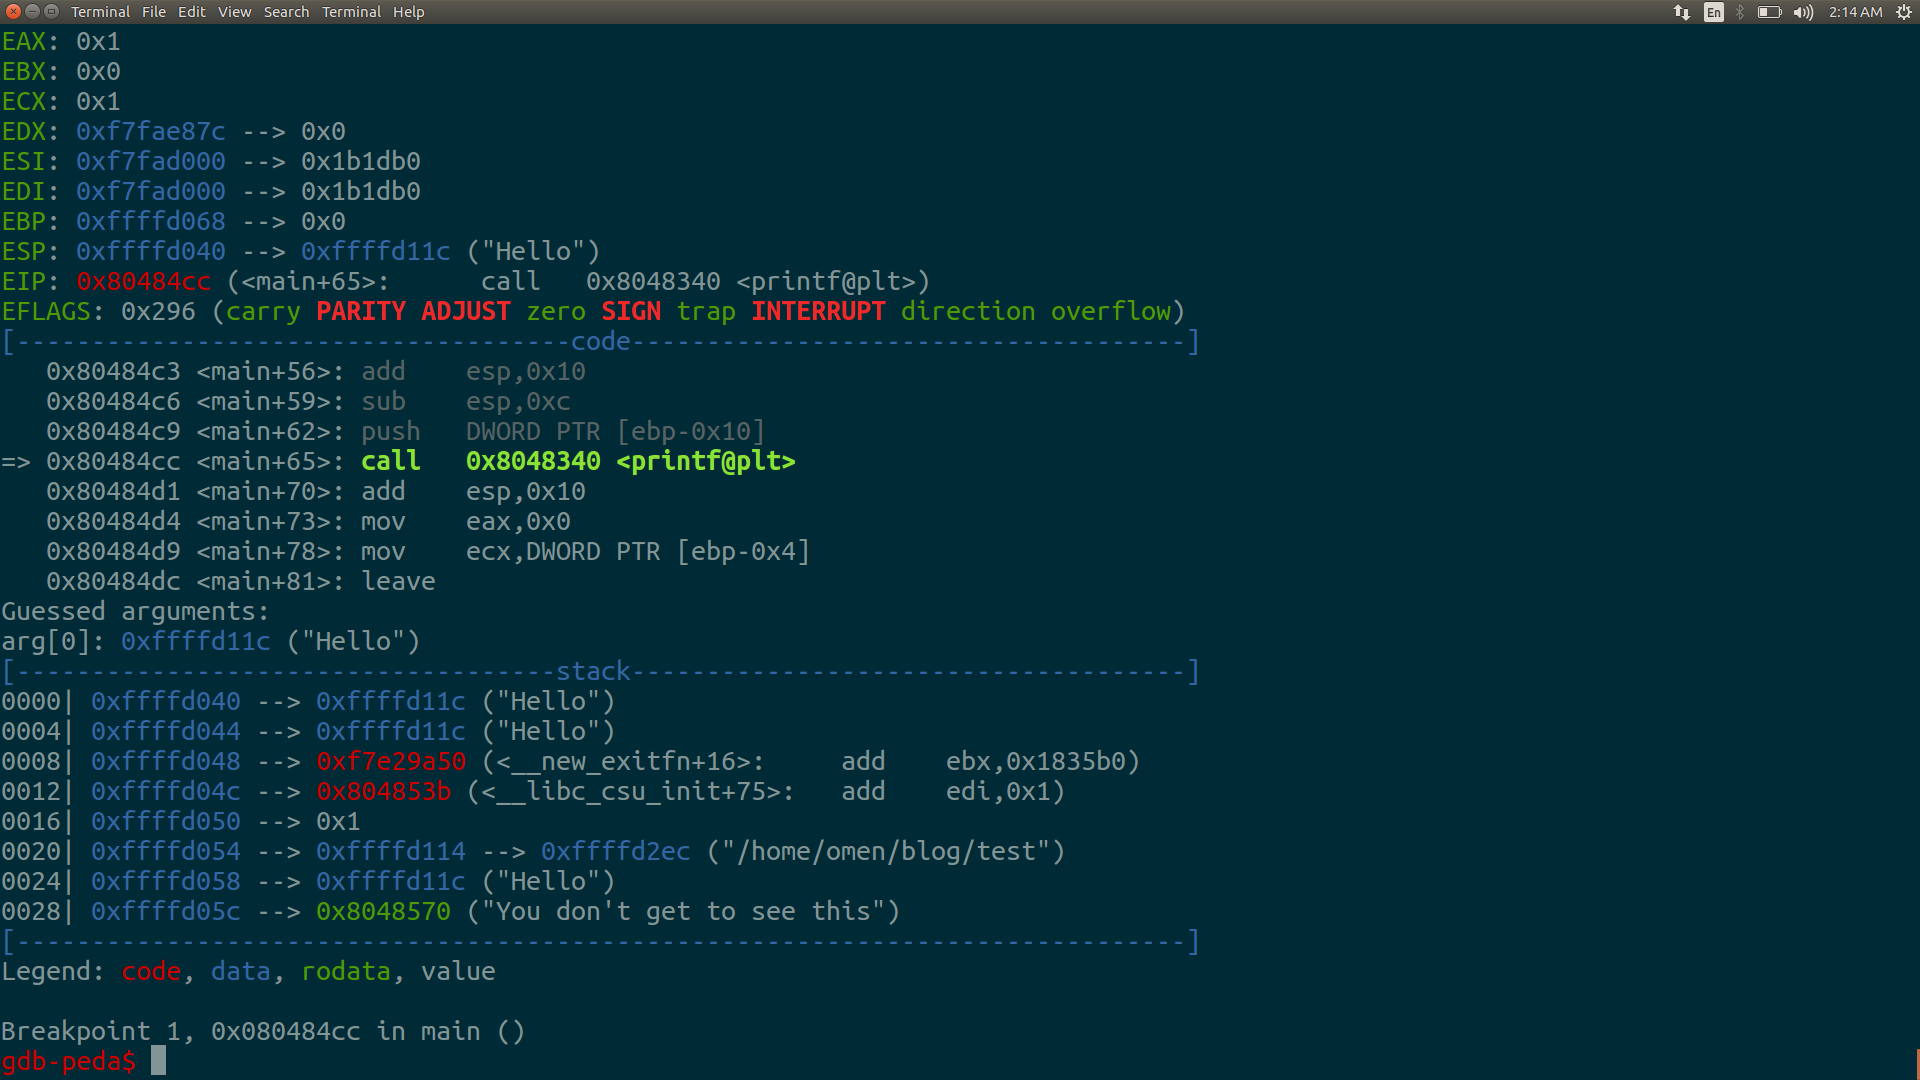 Terminal File Edit View Search Terminal Help En 2:14 AM
EAX: 0x1
EBX: 0x0
ECX: 0x1
EDX: 0xf7fae87c --> 0x0
ESI: 0xf7fad000 --> 0x1b1db0
EDI: 0xf7fad000 --> 0x1b1db0
EBP: 0xffffd068 --> 0x0
ESP: 0xffffd040 --> 0xffffd11c ("Hello")
EIP: 0x80484cc (<main+65>:      call   0x8048340 <printf@plt>)
EFLAGS: 0x296 (carry PARITY ADJUST zero SIGN trap INTERRUPT direction overflow)
[-------------------------------------code-------------------------------------]
   0x80484c3 <main+56>: add    esp,0x10
   0x80484c6 <main+59>: sub    esp,0xc
   0x80484c9 <main+62>: push   DWORD PTR [ebp-0x10]
=> 0x80484cc <main+65>: call   0x8048340 <printf@plt>
   0x80484d1 <main+70>: add    esp,0x10
   0x80484d4 <main+73>: mov    eax,0x0
   0x80484d9 <main+78>: mov    ecx,DWORD PTR [ebp-0x4]
   0x80484dc <main+81>: leave
Guessed arguments:
arg[0]: 0xffffd11c ("Hello")
[------------------------------------stack-------------------------------------]
0000| 0xffffd040 --> 0xffffd11c ("Hello")
0004| 0xffffd044 --> 0xffffd11c ("Hello")
0008| 0xffffd048 --> 0xf7e29a50 (<__new_exitfn+16>:     add    ebx,0x1835b0)
0012| 0xffffd04c --> 0x804853b (<__libc_csu_init+75>:   add    edi,0x1)
0016| 0xffffd050 --> 0x1
0020| 0xffffd054 --> 0xffffd114 --> 0xffffd2ec ("/home/omen/blog/test")
0024| 0xffffd058 --> 0xffffd11c ("Hello")
0028| 0xffffd05c --> 0x8048570 ("You don't get to see this")
[------------------------------------------------------------------------------]
Legend: code, data, rodata, value
Breakpoint 1, 0x080484cc in main ()
gdb-peda$